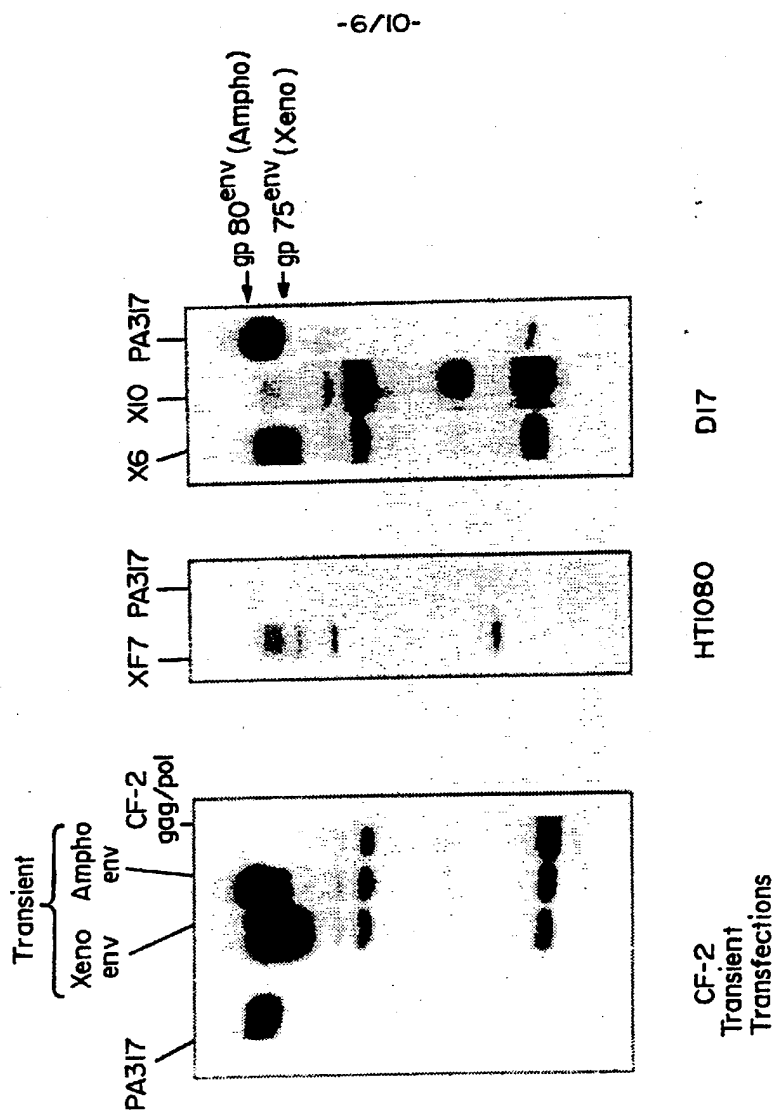 -6/10-
Transient
Xeno env
Ampho env
PA317
CF-2 gag/pol
XF7
PA317
X6
X10
PA317
gp 80env (Ampho)
gp 75env (Xeno)
CF-2
Transient
Transfections
HT1080
D17